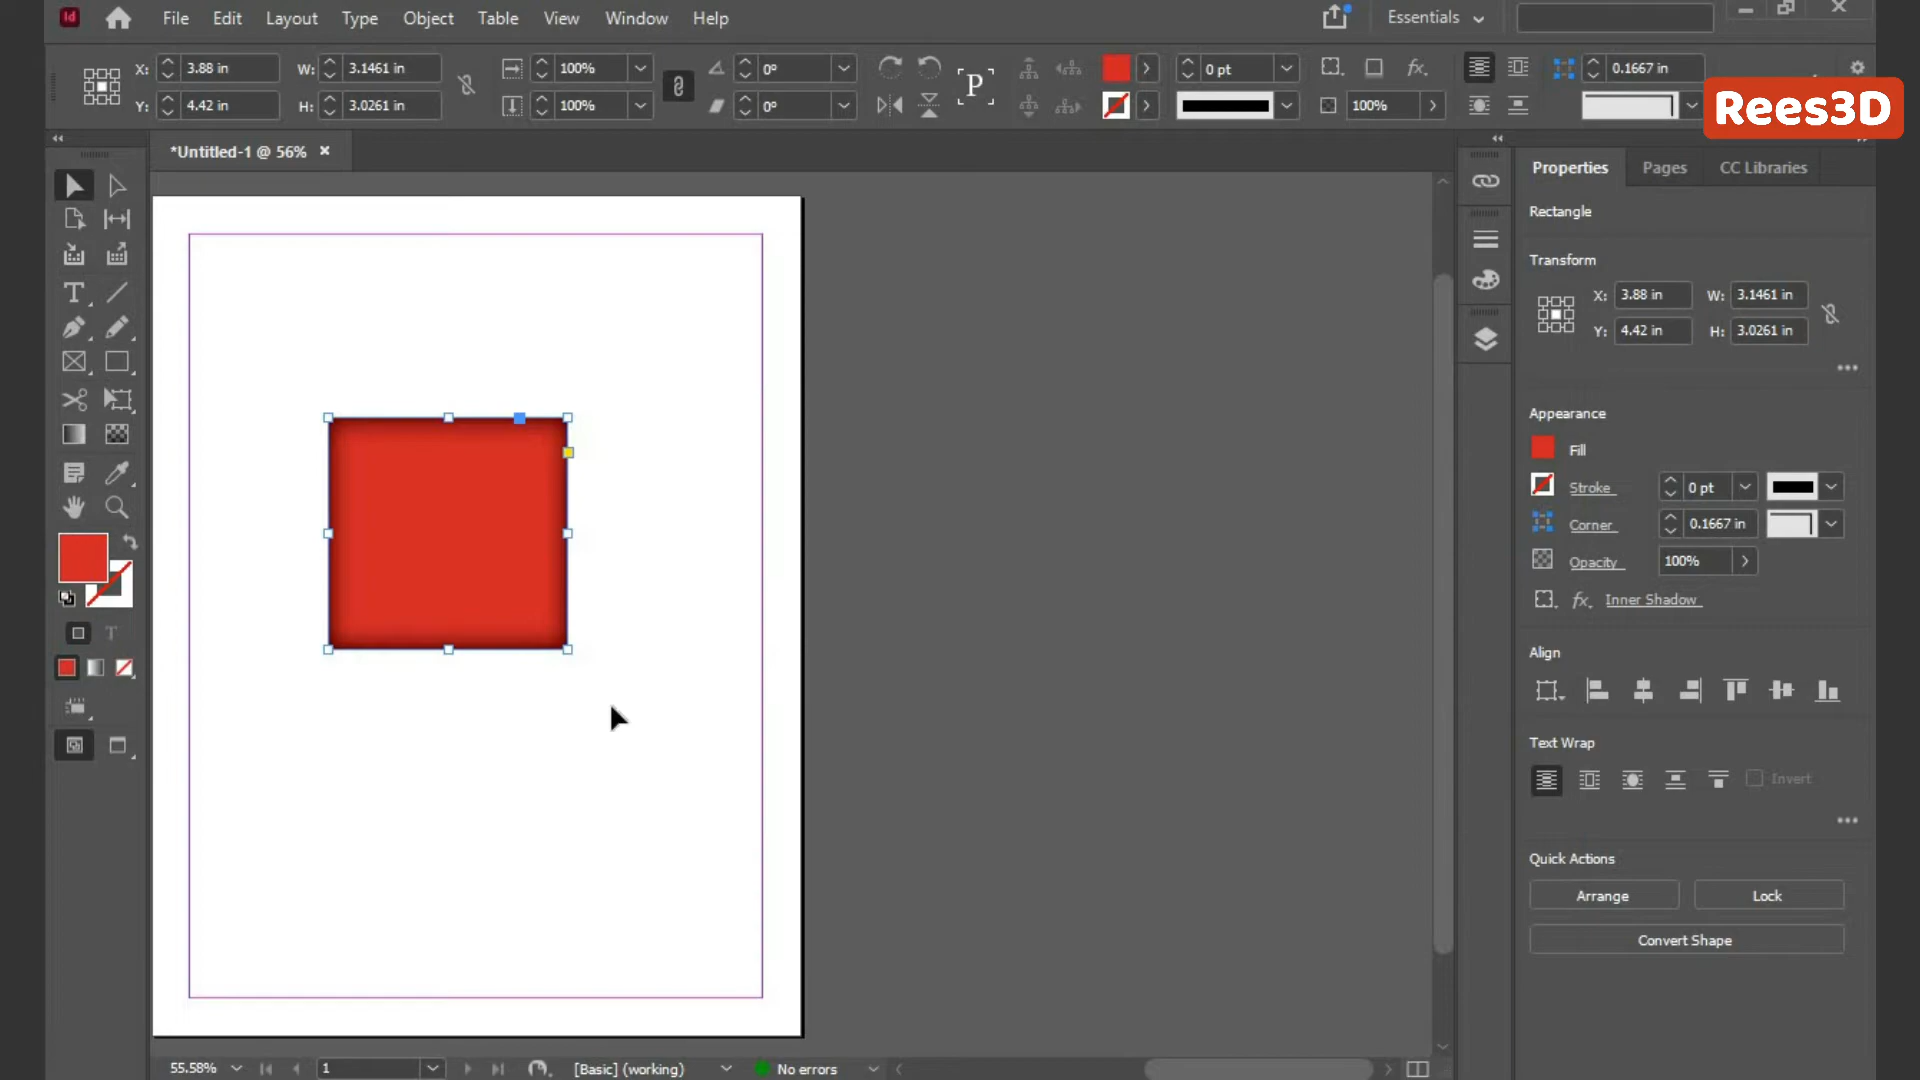 Id File Edit Layout Type Object Table View Window Help Essentials
X: 3.88 in W: 3.1461 in 100% 0° P 0 pt fx. 0.1667 in
Y: 4.42 in H: 3.0261 in 100% 0° 100%
Rees3D
*Untitled-1 @ 56% ×
Properties Pages CC Libraries
Rectangle
Transform
X: 3.88 in W: 3.1461 in
Y: 4.42 in H: 3.0261 in
Appearance
Fill
Stroke 0 pt
Corner 0.1667 in
Opacity 100%
fx. Inner Shadow
Align
Text Wrap
Invert
Quick Actions
Arrange Lock
Convert Shape
T
T
55.58% 1 [Basic] (working) No errors